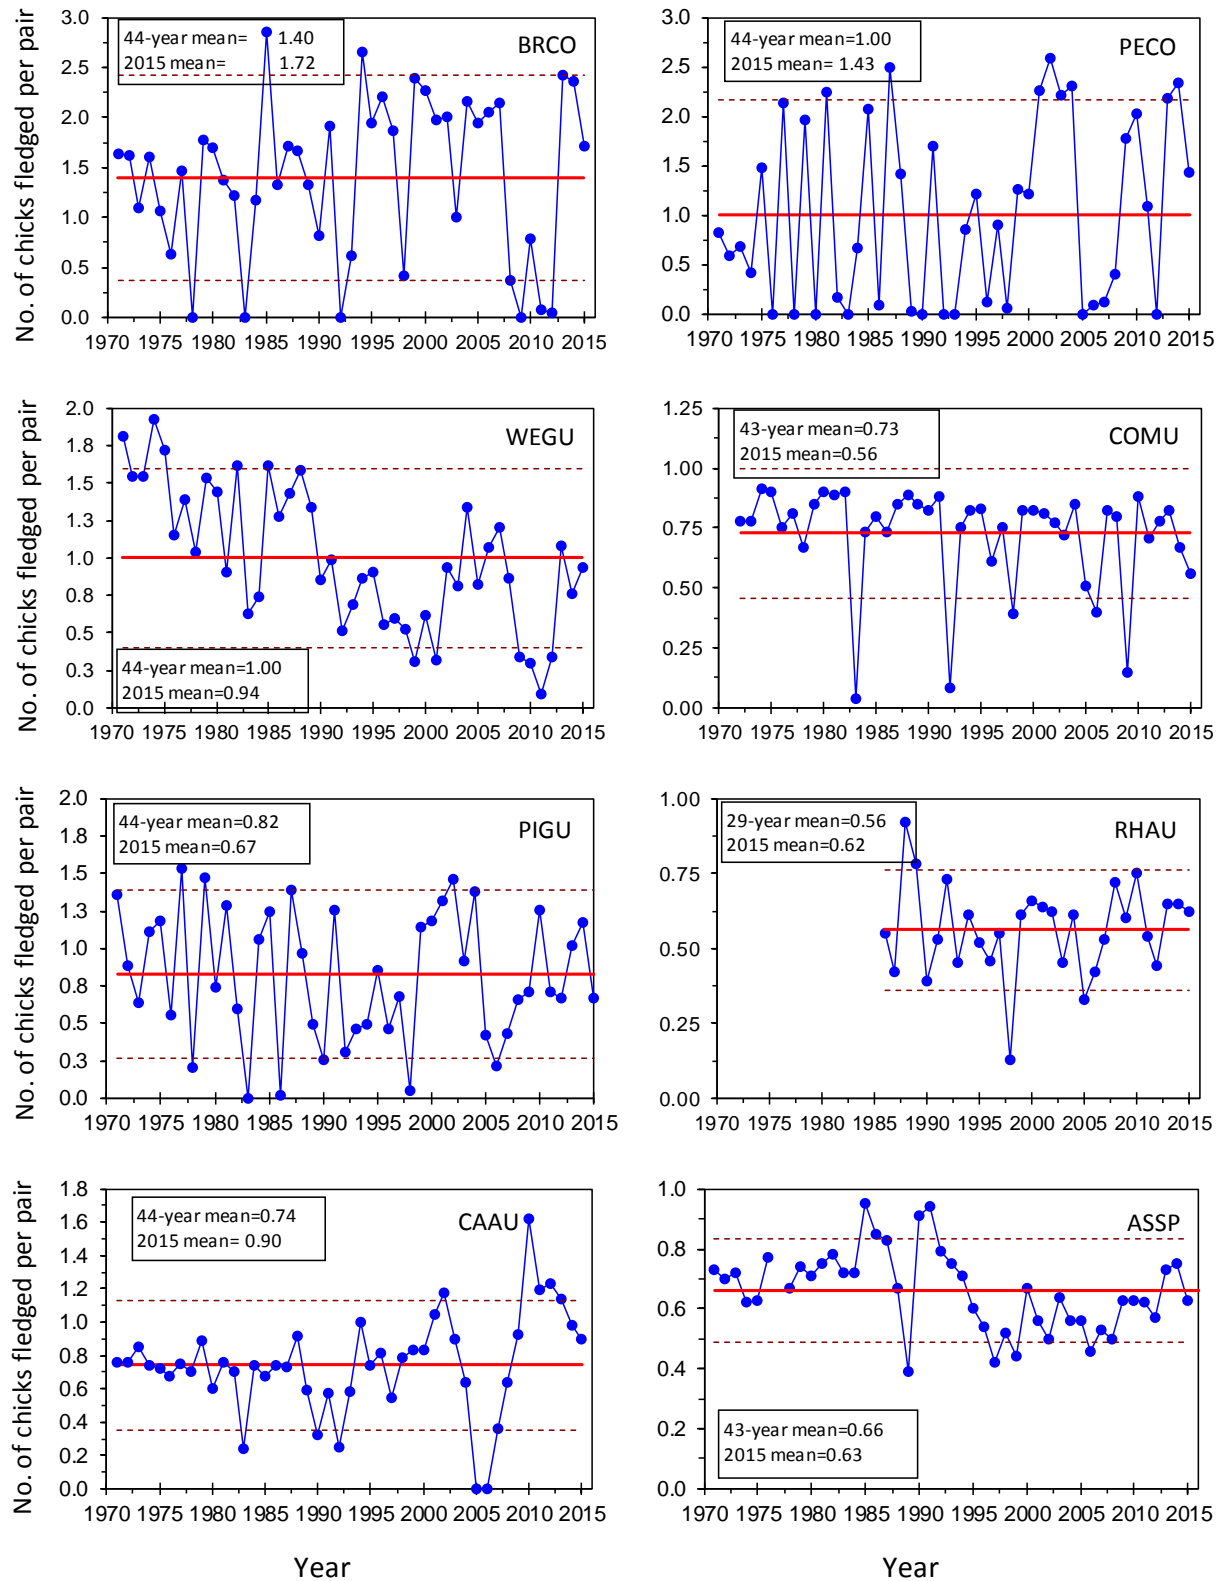 No. of chicks fledged per pair
3.0
2.5
2.0
1.5
1.0
0.5
0.0
44-year mean= 1.40
2015 mean= 1.72
BRCO
1970 1975 1980 1985 1990 1995 2000 2005 2010 2015
3.0
2.5
2.0
1.5
1.0
0.5
0.0
44-year mean=1.00
2015 mean= 1.43
PECO
1970 1975 1980 1985 1990 1995 2000 2005 2010 2015
No. of chicks fledged per pair
2.0
1.8
1.5
1.3
1.0
0.8
0.5
0.3
0.0
WEGU
44-year mean=1.00
2015 mean=0.94
1970 1975 1980 1985 1990 1995 2000 2005 2010 2015
1.25
1.00
0.75
0.50
0.25
0.00
43-year mean=0.73
2015 mean=0.56
COMU
1970 1975 1980 1985 1990 1995 2000 2005 2010 2015
No. of chicks fledged per pair
2.0
1.8
1.5
1.3
1.0
0.8
0.5
0.3
0.0
44-year mean=0.82
2015 mean=0.67
PIGU
1970 1975 1980 1985 1990 1995 2000 2005 2010 2015
1.00
0.75
0.50
0.25
0.00
29-year mean=0.56
2015 mean=0.62
RHAU
1970 1975 1980 1985 1990 1995 2000 2005 2010 2015
No. of chicks fledged per pair
1.8
1.6
1.4
1.2
1.0
0.8
0.6
0.4
0.2
0.0
44-year mean=0.74
2015 mean= 0.90
CAAU
1970 1975 1980 1985 1990 1995 2000 2005 2010 2015
Year
1.0
0.8
0.6
0.4
0.2
0.0
ASSP
43-year mean=0.66
2015 mean=0.63
1970 1975 1980 1985 1990 1995 2000 2005 2010 2015
Year